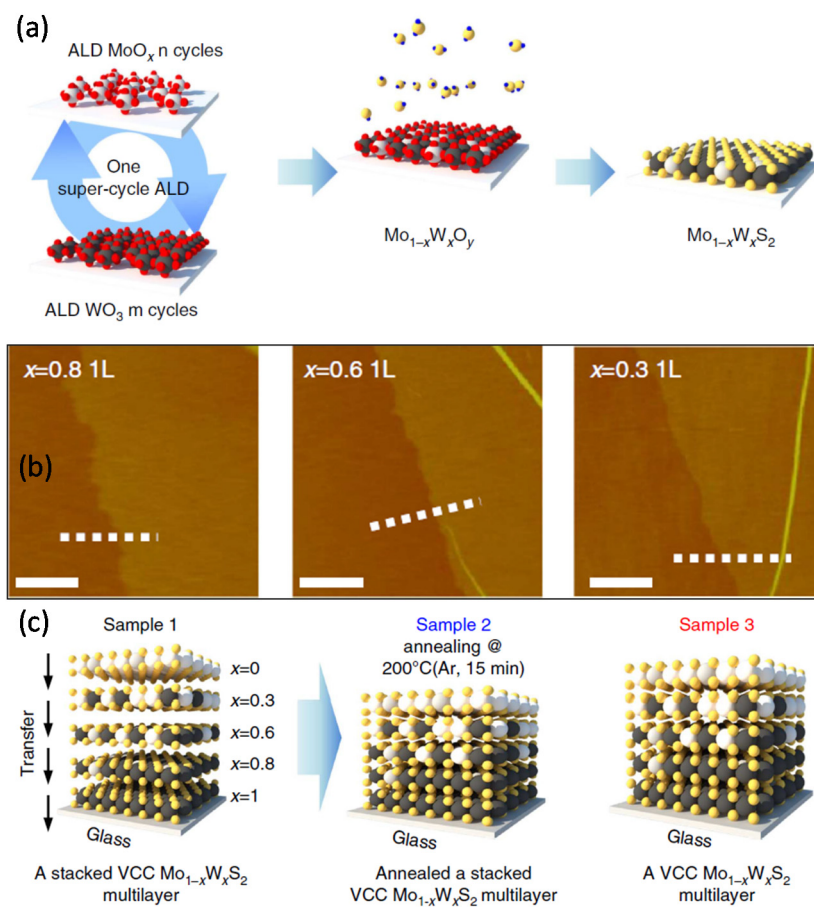 (a)
ALD MoOₓ n cycles
One
super-cycle ALD
ALD WO₃ m cycles
Mo₁₋ₓWₓOᵧ
Mo₁₋ₓWₓS₂
(b)
x=0.8 1L
x=0.6 1L
x=0.3 1L
(c)
Sample 1
Transfer
x=0
x=0.3
x=0.6
x=0.8
x=1
Glass
A stacked VCC Mo₁₋ₓWₓS₂
multilayer
Sample 2
annealing @
200°C(Ar, 15 min)
Glass
Annealed a stacked
VCC Mo₁₋ₓWₓS₂ multilayer
Sample 3
Glass
A VCC Mo₁₋ₓWₓS₂
multilayer